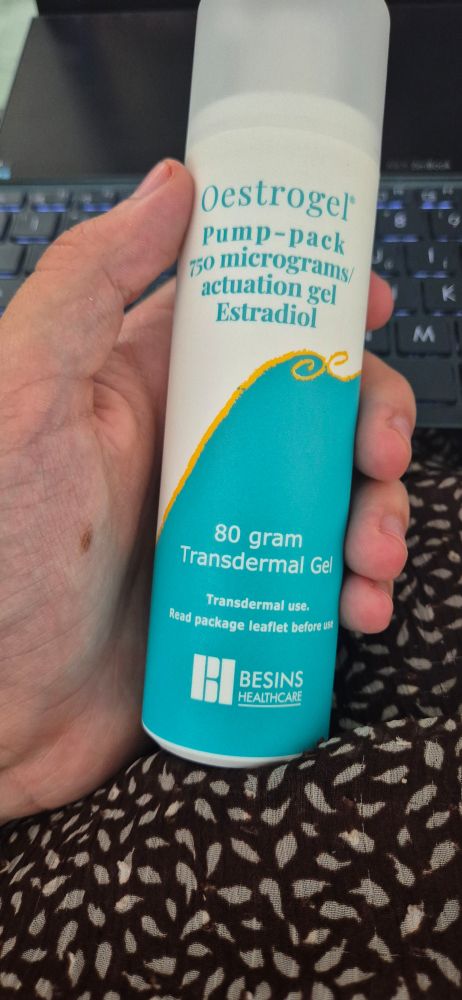 Oestrogel®
Pump-pack
750 micrograms/
actuation gel
Estradiol
80 gram
Transdermal Gel
Transdermal use.
Read package leaflet before use
BESINS
HEALTHCARE
K
M